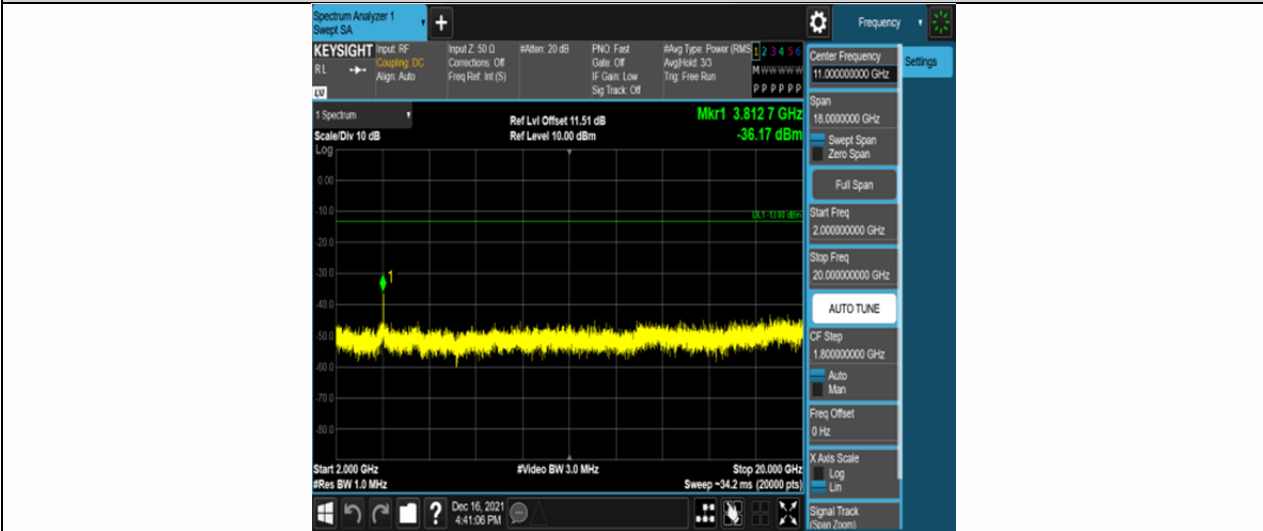 Spectrum Analyzer 1
Swept SA
+
Frequency
KEYSIGHT
Input: RF
Coupling: DC
Align: Auto
RL
LV
Input Z: 50 Ω
Corrections: Off
Freq Ref: Int (S)
#Atten: 20 dB
PNO: Fast
Gate: Off
IF Gain: Low
Sig Track: Off
#Avg Type: Power (RMS
Avg|Hold: 3/3
Trig: Free Run
1 2 3 4 5 6
M W W W W W
P P P P P P
Center Frequency
11.000000000 GHz
Settings
Span
18.0000000 GHz
Swept Span
Zero Span
Full Span
Start Freq
2.000000000 GHz
Stop Freq
20.000000000 GHz
AUTO TUNE
CF Step
1.800000000 GHz
Auto
Man
Freq Offset
0 Hz
X Axis Scale
Log
Lin
Signal Track
(Span Zoom)
1 Spectrum
Scale/Div 10 dB
Log
Ref Lvl Offset 11.51 dB
Ref Level 10.00 dBm
Mkr1 3.812 7 GHz
-36.17 dBm
0.00
-10.0
DL1 -13.00 dBm
-20.0
-30.0
1
-40.0
-50.0
-60.0
-70.0
-80.0
Start 2.000 GHz
#Res BW 1.0 MHz
#Video BW 3.0 MHz
Stop 20.000 GHz
Sweep ~34.2 ms (20000 pts)
?
Dec 16, 2021
4:41:06 PM